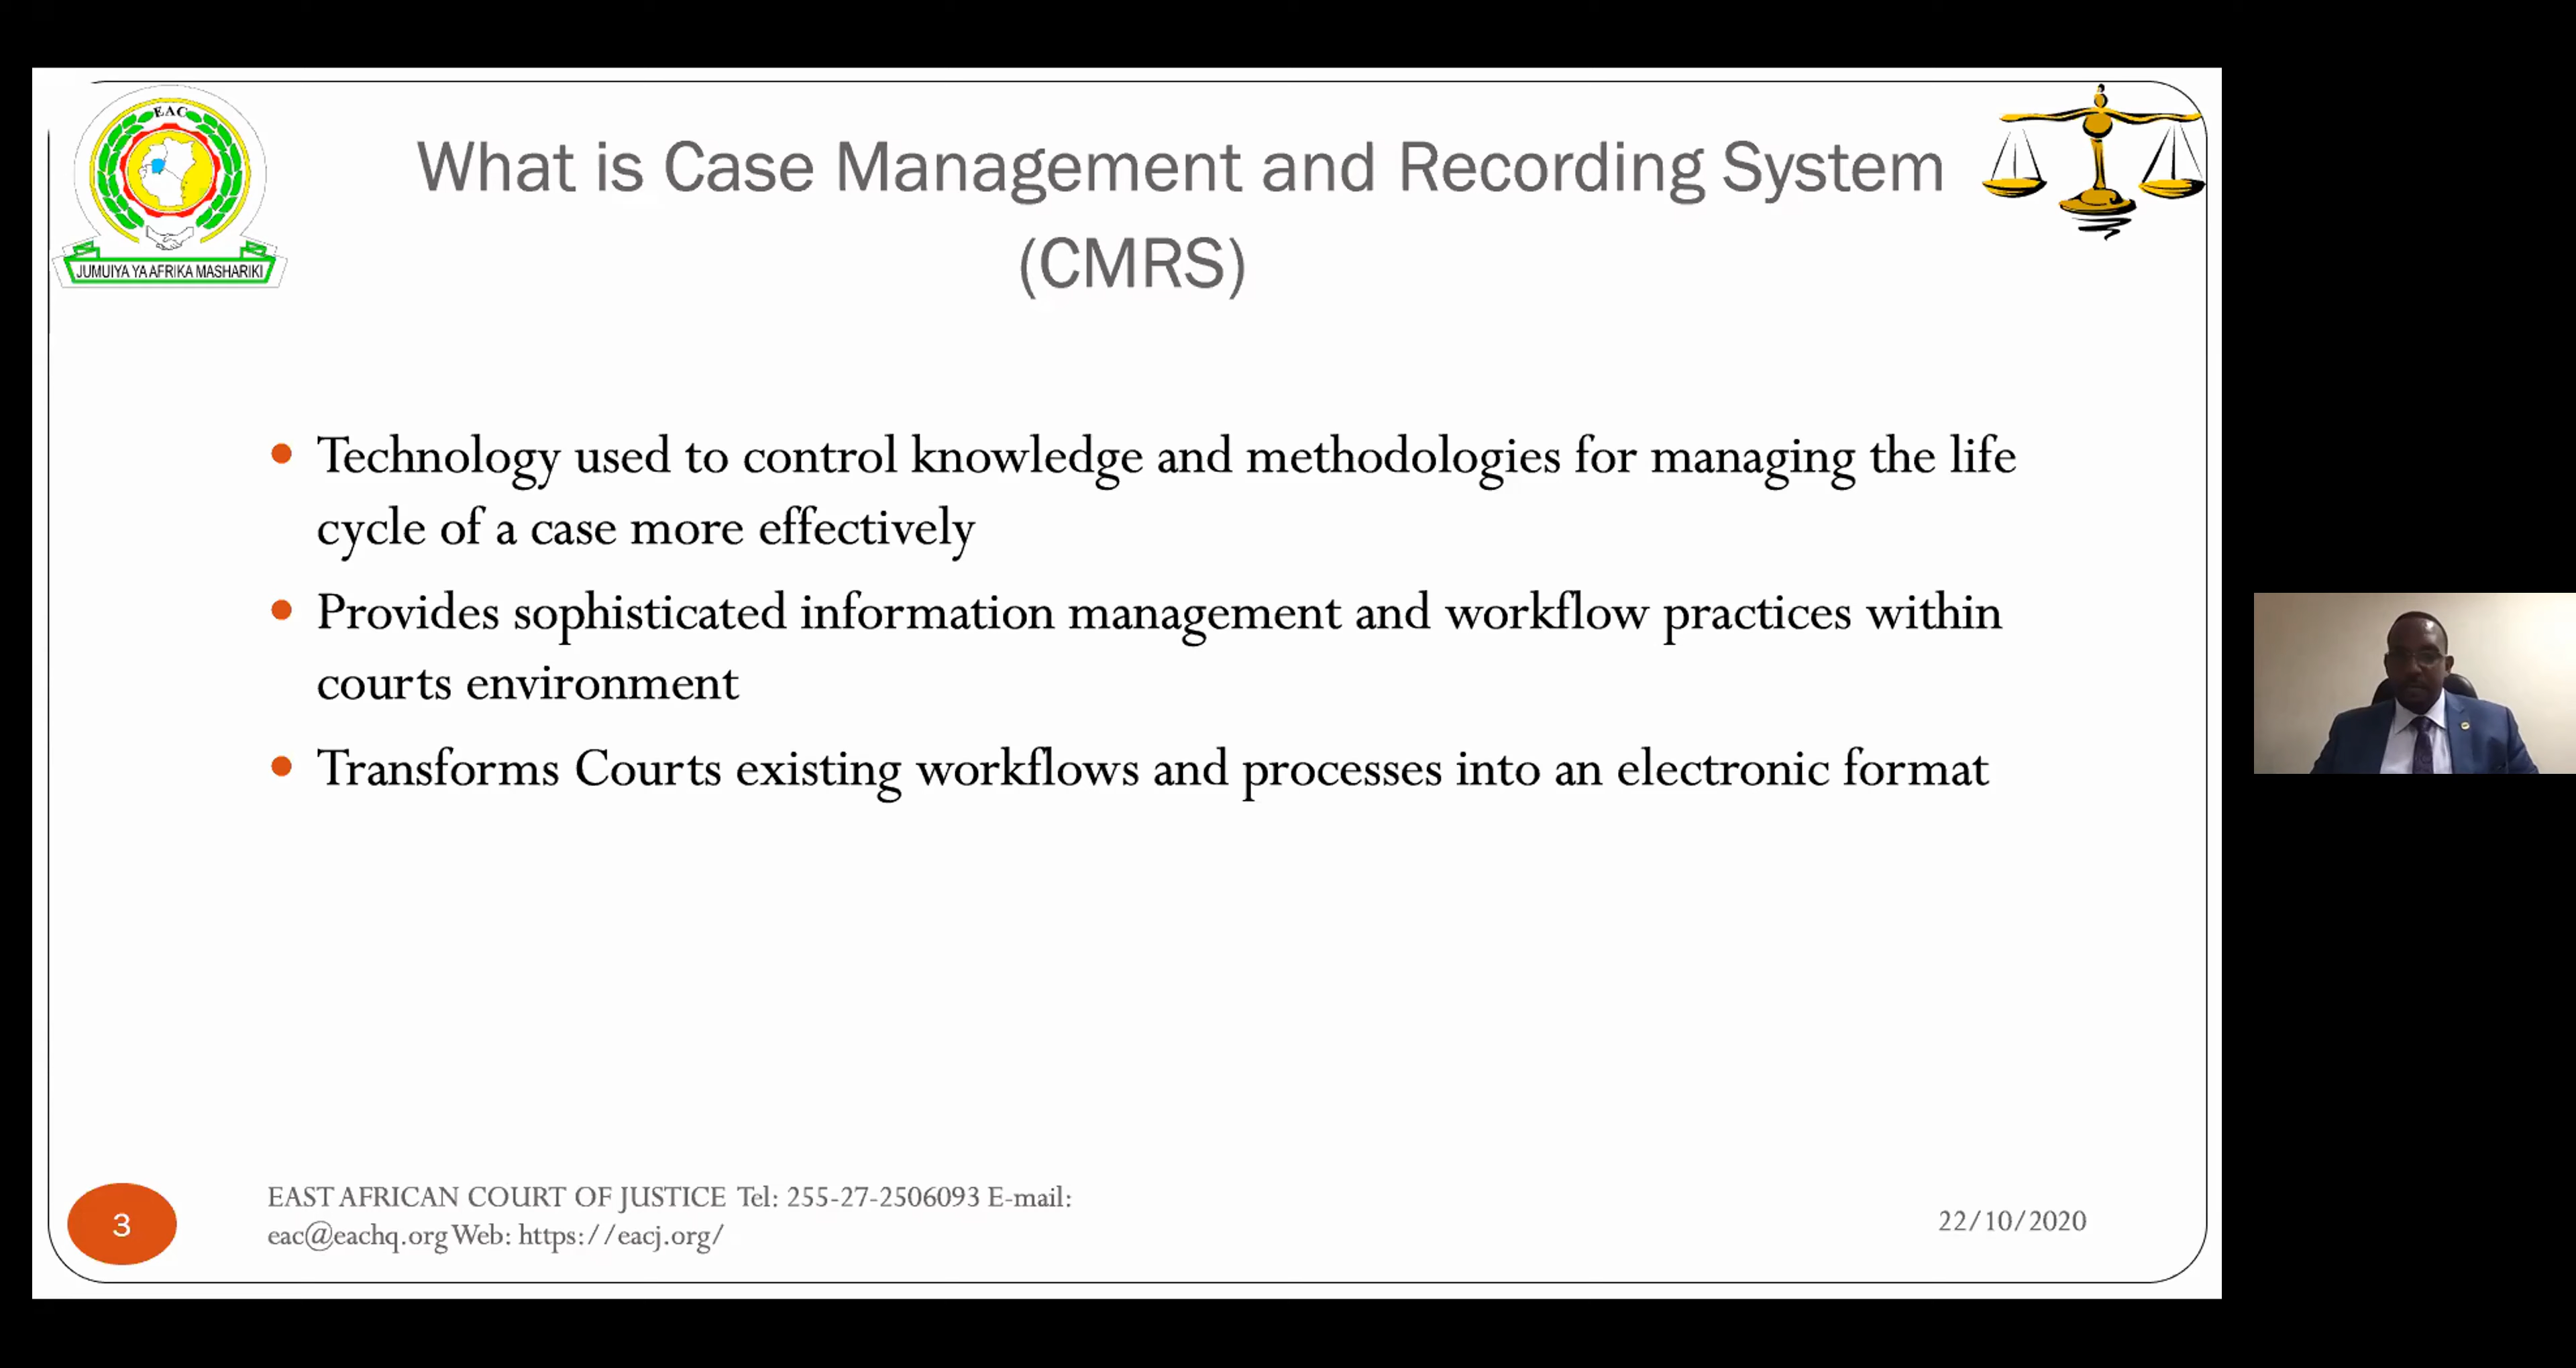 EAC
JUMUIYA YA AFRIKA MASHARIKI
What is Case Management and Recording System
(CMRS)
• Technology used to control knowledge and methodologies for managing the life
cycle of a case more effectively
• Provides sophisticated information management and workflow practices within
courts environment
• Transforms Courts existing workflows and processes into an electronic format
3
EAST AFRICAN COURT OF JUSTICE Tel: 255-27-2506093 E-mail:
eac@eachq.org Web: https://eacj.org/
22/10/2020